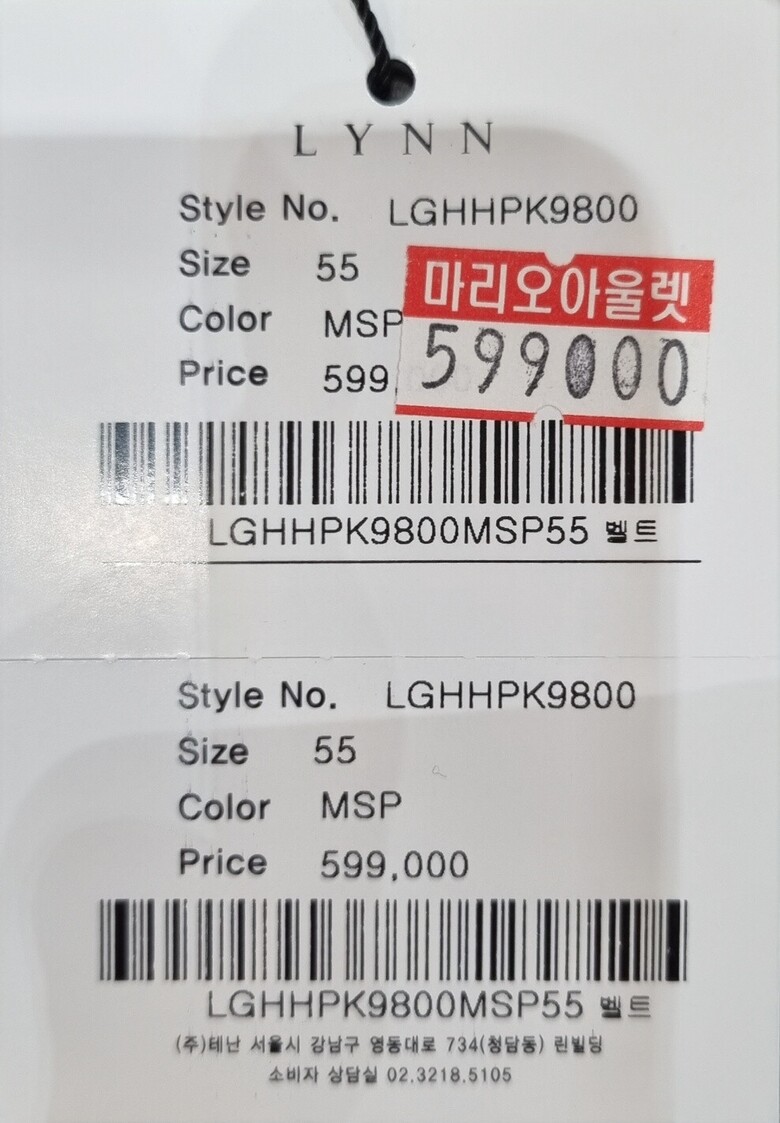 LYNN
Style No. LGHHPK9800
Size 55
Color MSP
마리오아울렛
Price 599,
599000
LGHHPK9800MSP55 벨트
Style No. LGHHPK9800
Size 55
Color MSP
Price 599,000
LGHHPK9800MSP55 벨트
(주)테난 서울시 강남구 영동대로 734(청담동) 린빌딩
소비자 상담실 02.3218.5105